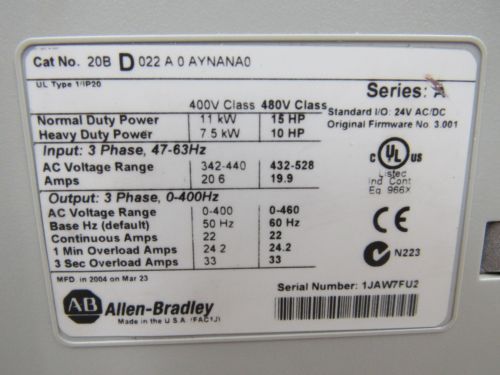 Cat No. 20B D 022 A 0 AYNANA0
UL Type 1/IP20
Series: A
400V Class 480V Class
Standard I/O: 24V AC/DC
Original Firmware No. 3.001
Normal Duty Power 11 kW 15 HP
Heavy Duty Power 7.5 kW 10 HP
Input: 3 Phase, 47-63Hz
AC Voltage Range 342-440 432-528
Amps 20.6 19.9
Output: 3 Phase, 0-400Hz
AC Voltage Range 0-400 0-460
Base Hz (default) 50 Hz 60 Hz
Continuous Amps 22 22
1 Min Overload Amps 24.2 24.2
3 Sec Overload Amps 33 33
C UL US
Listed
Ind Cont
Eq. 966X
CE
N223
MFD. in 2004 on Mar 23
Serial Number: 1JAW7FU2
AB Allen-Bradley
Made in the U.S.A. (FAC1J)